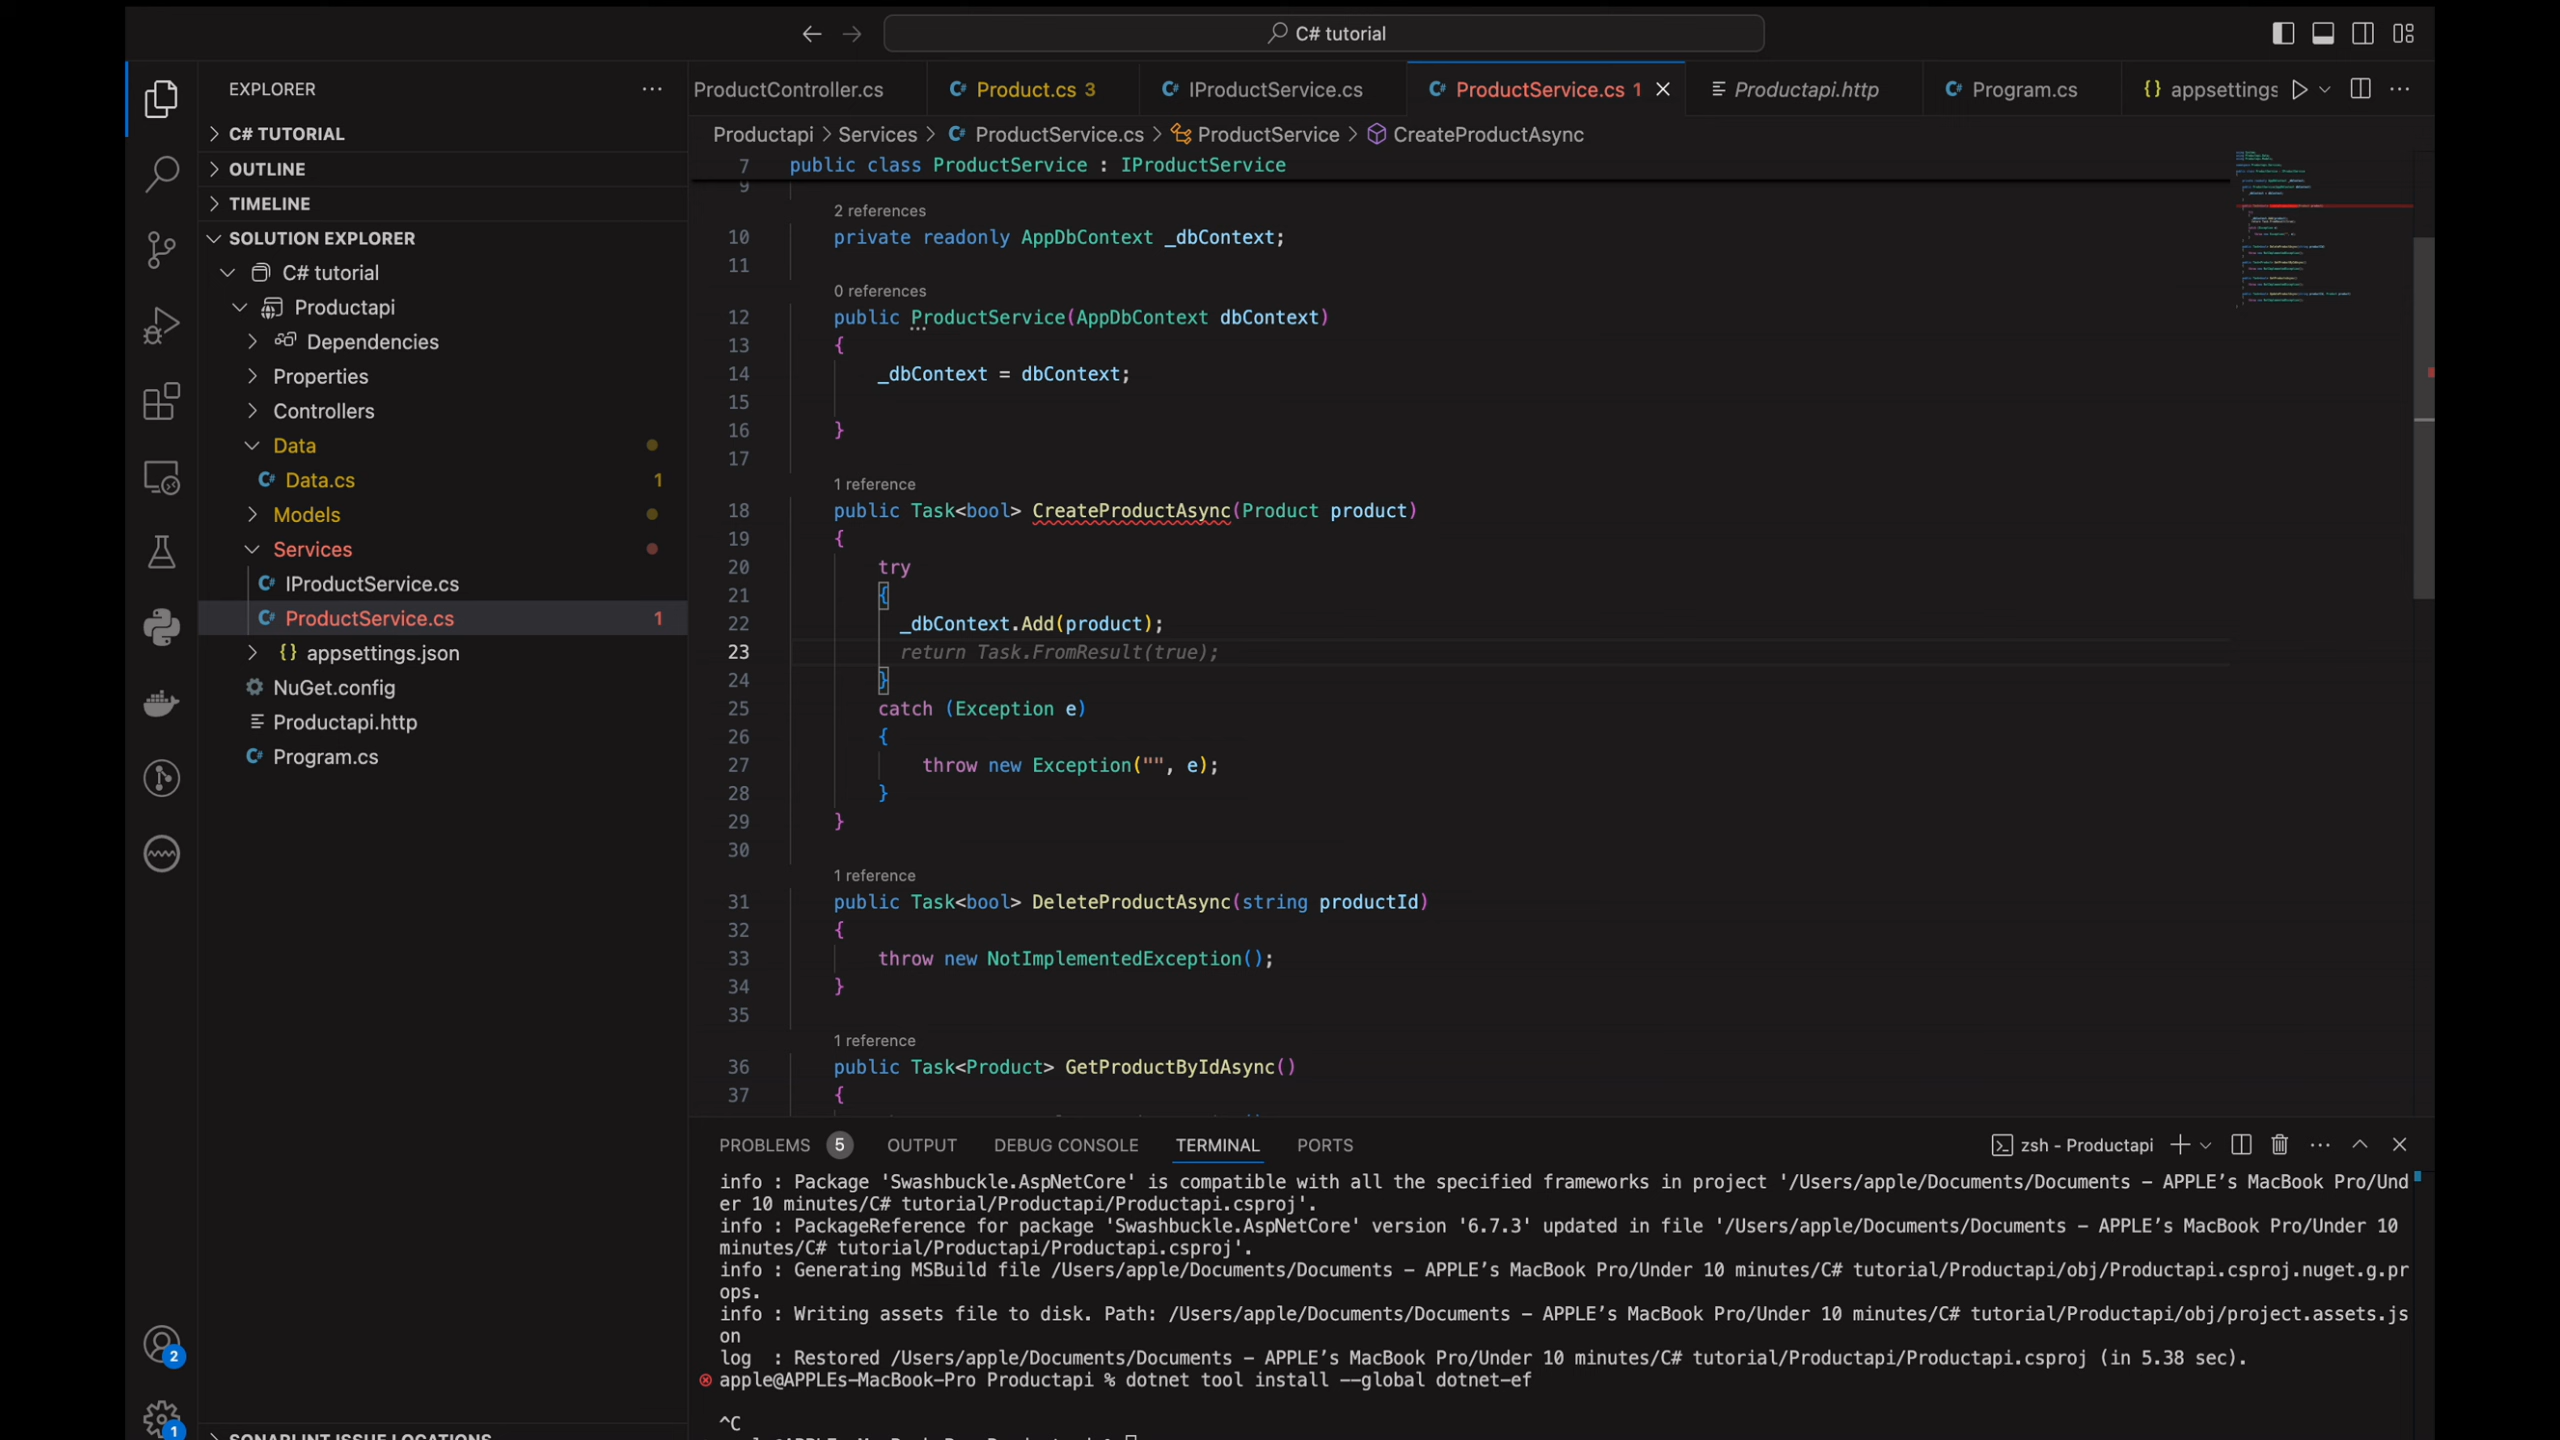 C# tutorial
EXPLORER
C# TUTORIAL
OUTLINE
TIMELINE
SOLUTION EXPLORER
C# tutorial
Productapi
Dependencies
Properties
Controllers
Data
Data.cs 1
Models
Services
IProductService.cs
ProductService.cs 1
appsettings.json
NuGet.config
Productapi.http
Program.cs
2
1
SONARLINT ISSUE LOCATIONS
ProductController.cs
Product.cs 3
IProductService.cs
ProductService.cs 1
Productapi.http
Program.cs
appsettings
Productapi > Services > ProductService.cs > ProductService > CreateProductAsync
7 public class ProductService : IProductService
9
2 references
10 private readonly AppDbContext _dbContext;
11
0 references
12 public ProductService(AppDbContext dbContext)
13 {
14 _dbContext = dbContext;
15
16 }
17
1 reference
18 public Task<bool> CreateProductAsync(Product product)
19 {
20 try
21 {
22 _dbContext.Add(product);
23 return Task.FromResult(true);
24 }
25 catch (Exception e)
26 {
27 throw new Exception("", e);
28 }
29 }
30
1 reference
31 public Task<bool> DeleteProductAsync(string productId)
32 {
33 throw new NotImplementedException();
34 }
35
1 reference
36 public Task<Product> GetProductByIdAsync()
37 {
PROBLEMS 5 OUTPUT DEBUG CONSOLE TERMINAL PORTS
zsh - Productapi
info : Package 'Swashbuckle.AspNetCore' is compatible with all the specified frameworks in project '/Users/apple/Documents/Documents – APPLE’s MacBook Pro/Und
er 10 minutes/C# tutorial/Productapi/Productapi.csproj'.
info : PackageReference for package 'Swashbuckle.AspNetCore' version '6.7.3' updated in file '/Users/apple/Documents/Documents – APPLE’s MacBook Pro/Under 10
minutes/C# tutorial/Productapi/Productapi.csproj'.
info : Generating MSBuild file /Users/apple/Documents/Documents – APPLE’s MacBook Pro/Under 10 minutes/C# tutorial/Productapi/obj/Productapi.csproj.nuget.g.pr
ops.
info : Writing assets file to disk. Path: /Users/apple/Documents/Documents – APPLE’s MacBook Pro/Under 10 minutes/C# tutorial/Productapi/obj/project.assets.js
on
log : Restored /Users/apple/Documents/Documents – APPLE’s MacBook Pro/Under 10 minutes/C# tutorial/Productapi/Productapi.csproj (in 5.38 sec).
apple@APPLEs-MacBook-Pro Productapi % dotnet tool install --global dotnet-ef
^C